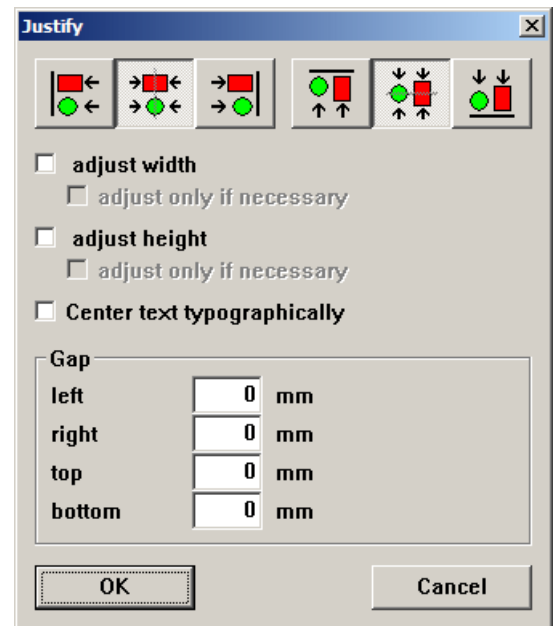 Justify
adjust width
adjust only if necessary
adjust height
adjust only if necessary
Center text typographically
Gap
left 0 mm
right 0 mm
top 0 mm
bottom 0 mm
OK Cancel